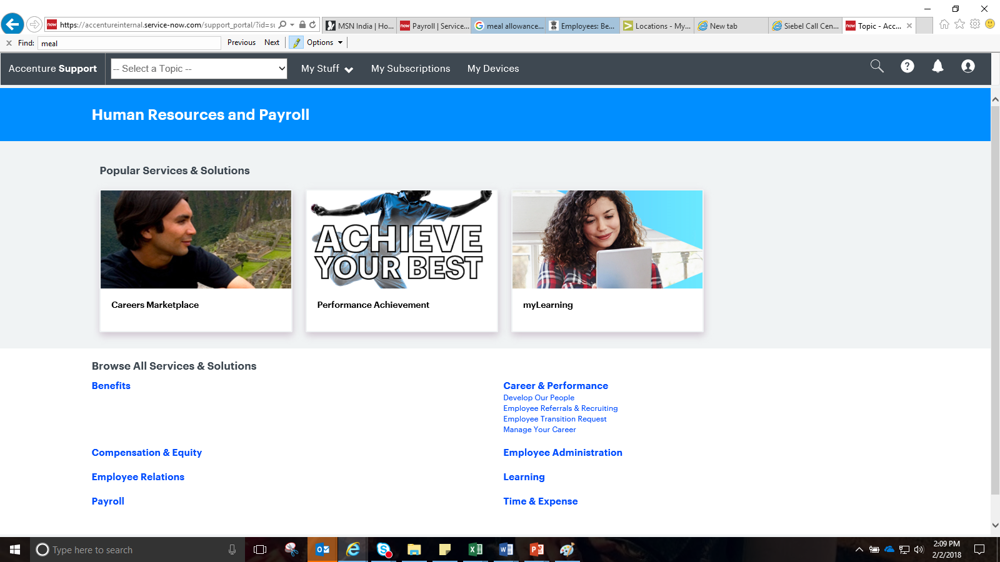 https://accentureinternal.service-now.com/support_portal/?id=su
MSN India | Ho...
now Payroll | Service...
meal allowance...
Employees: Be...
Locations - My...
New tab
Siebel Call Cen...
now Topic - Acc...
Find: meal Previous Next Options
Accenture Support
-- Select a Topic --
My Stuff
My Subscriptions
My Devices
Human Resources and Payroll
Popular Services & Solutions
ACHIEVE
YOUR BEST
Careers Marketplace
Performance Achievement
myLearning
Browse All Services & Solutions
Benefits
Career & Performance
Develop Our People
Employee Referrals & Recruiting
Employee Transition Request
Manage Your Career
Compensation & Equity
Employee Administration
Employee Relations
Learning
Payroll
Time & Expense
Type here to search
2:09 PM
2/2/2018